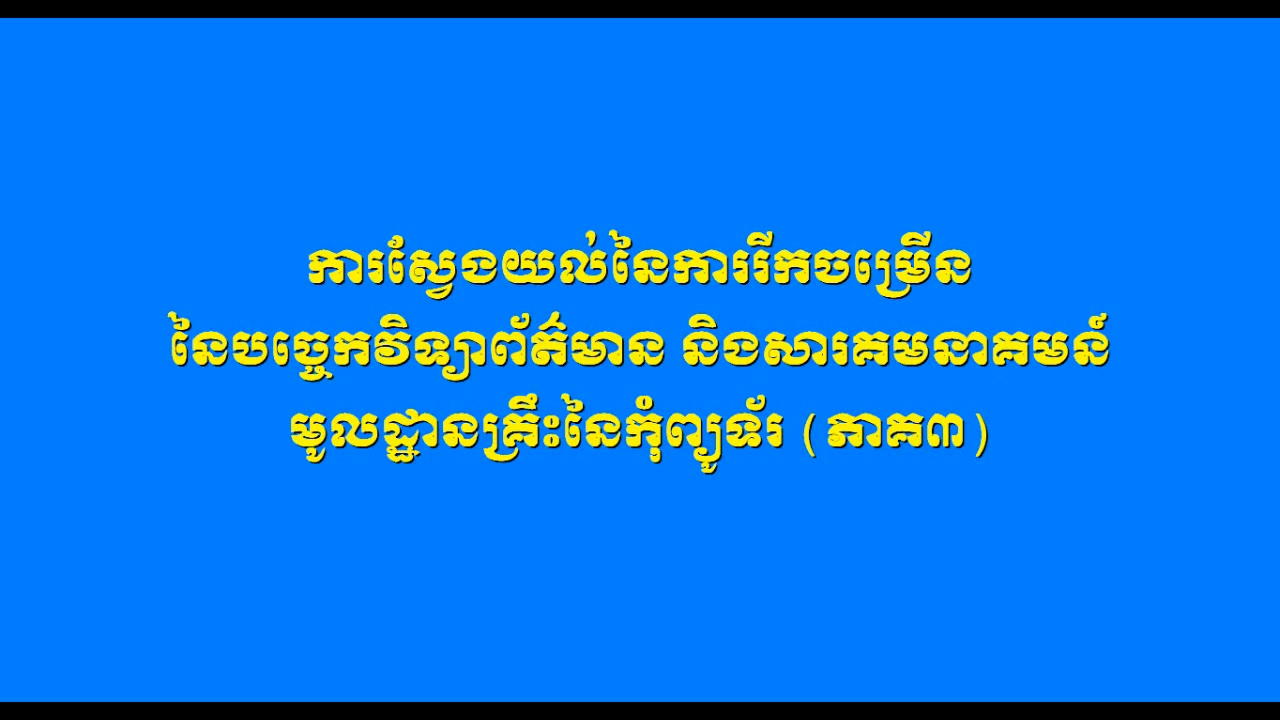 ការស្វែងយល់នៃការរីកចម្រើន
នៃបច្ចេកវិទ្យាព័ត៌មាន និងសារគមនាគមន៍
មូលដ្ឋានគ្រឹះនៃកុំព្យូទ័រ (ភាគ៣)